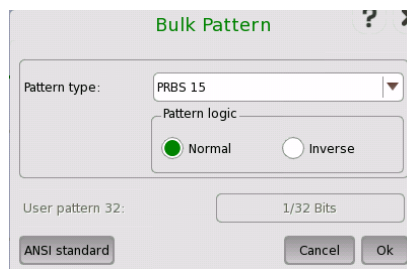 Bulk Pattern ?
Pattern type: PRBS 15
Pattern logic
Normal Inverse
User pattern 32: 1/32 Bits
ANSI standard Cancel Ok